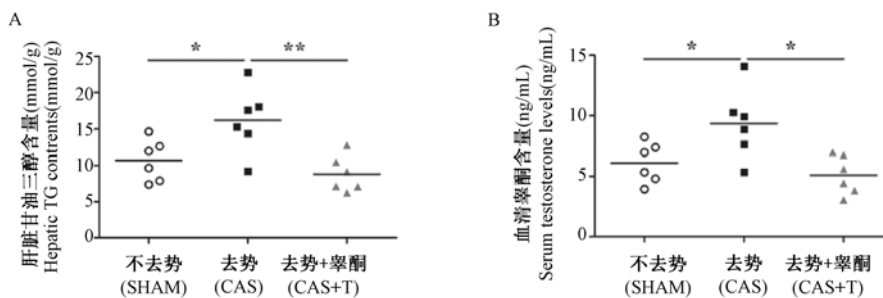 A
肝脏甘油三醇含量(mmol/g)
Hepatic TG contrents(mmol/g)
25
20
15
10
5
0
*
**
不去势
(SHAM)
去势
(CAS)
去势+睾酮
(CAS+T)
B
血清睾酮含量(ng/mL)
Serum testosterone levels(ng/mL)
15
10
5
0
*
*
不去势
(SHAM)
去势
(CAS)
去势+睾酮
(CAS+T)